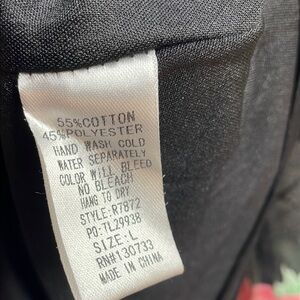 55%COTTON
45%POLYESTER
HAND WASH COLD
WATER SEPARATELY
COLOR WILL BLEED
NO BLEACH
HANG TO DRY
STYLE:R7872
PO:TL29938
SIZE:L
RN#130733
MADE IN CHINA